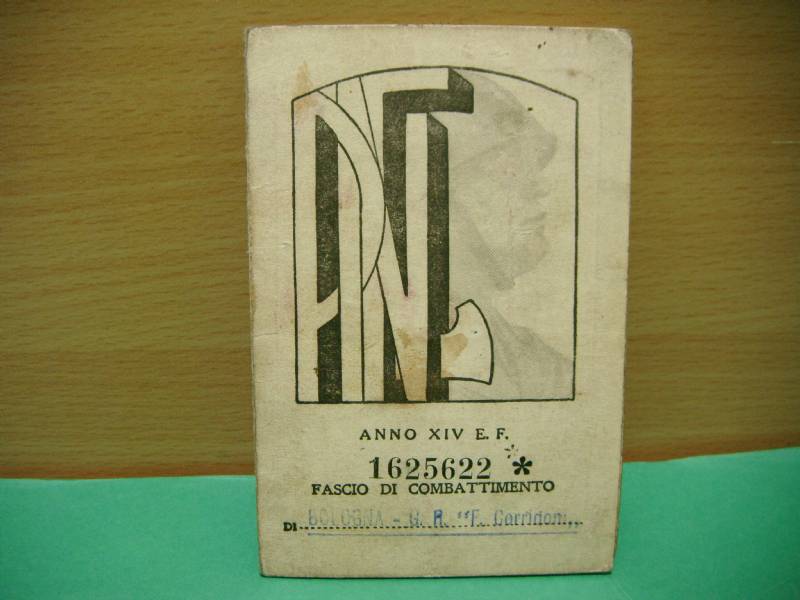 PNF
ANNO XIV E. F.
1625622 *
FASCIO DI COMBATTIMENTO
DI BOLOGNA - G. R. "F. Corridoni"